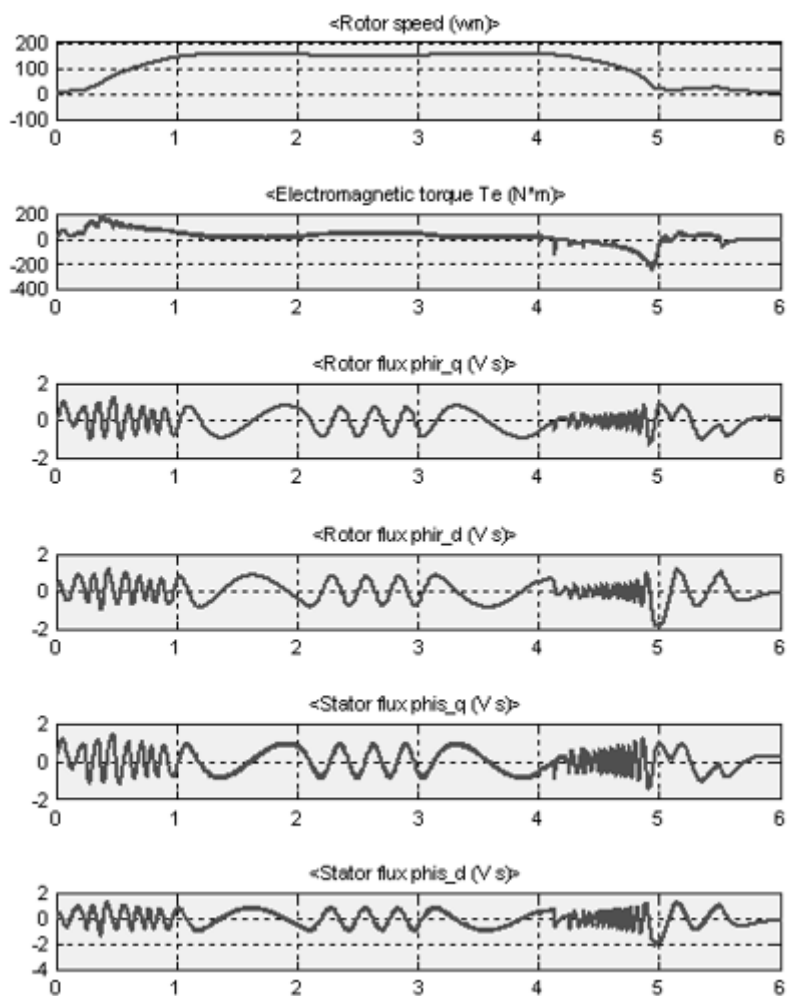 <Rotor speed (wm)>
200
100
0
-100
0 1 2 3 4 5 6
<Electromagnetic torque Te (N*m)>
200
0
-200
-400
0 1 2 3 4 5 6
<Rotor flux phir_q (V s)>
2
0
-2
0 1 2 3 4 5 6
<Rotor flux phir_d (V s)>
2
0
-2
0 1 2 3 4 5 6
<Stator flux phis_q (V s)>
2
0
-2
0 1 2 3 4 5 6
<Stator flux phis_d (V s)>
2
0
-2
-4
0 1 2 3 4 5 6